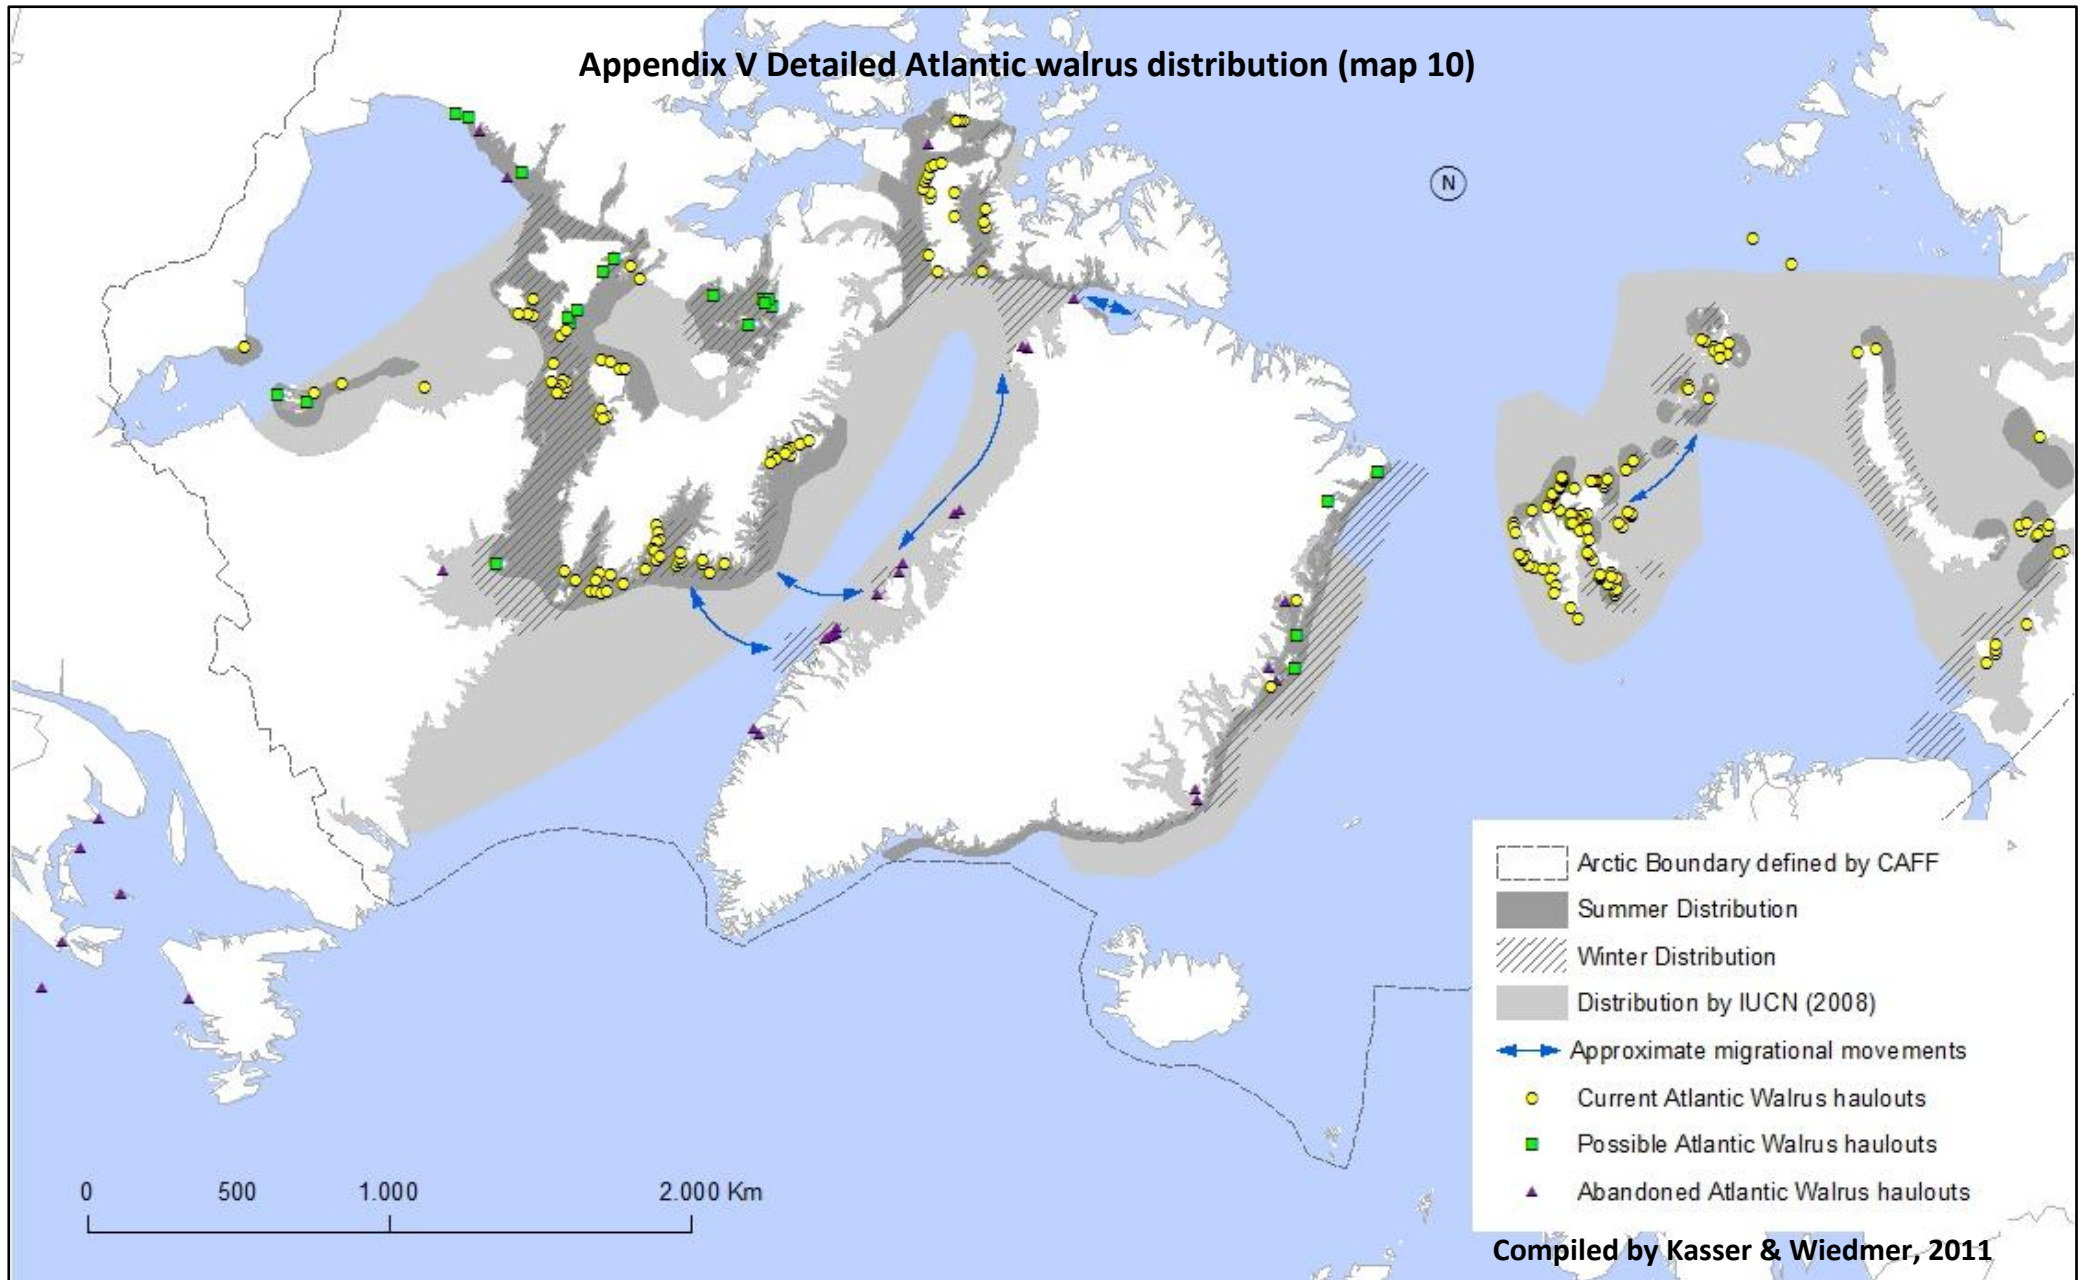 Appendix V Detailed Atlantic walrus distribution (map 10)
N
Arctic Boundary defined by CAFF
Summer Distribution
Winter Distribution
Distribution by IUCN (2008)
Approximate migrational movements
Current Atlantic Walrus haulouts
Possible Atlantic Walrus haulouts
Abandoned Atlantic Walrus haulouts
0 500 1.000 2.000 Km
Compiled by Kasser & Wiedmer, 2011